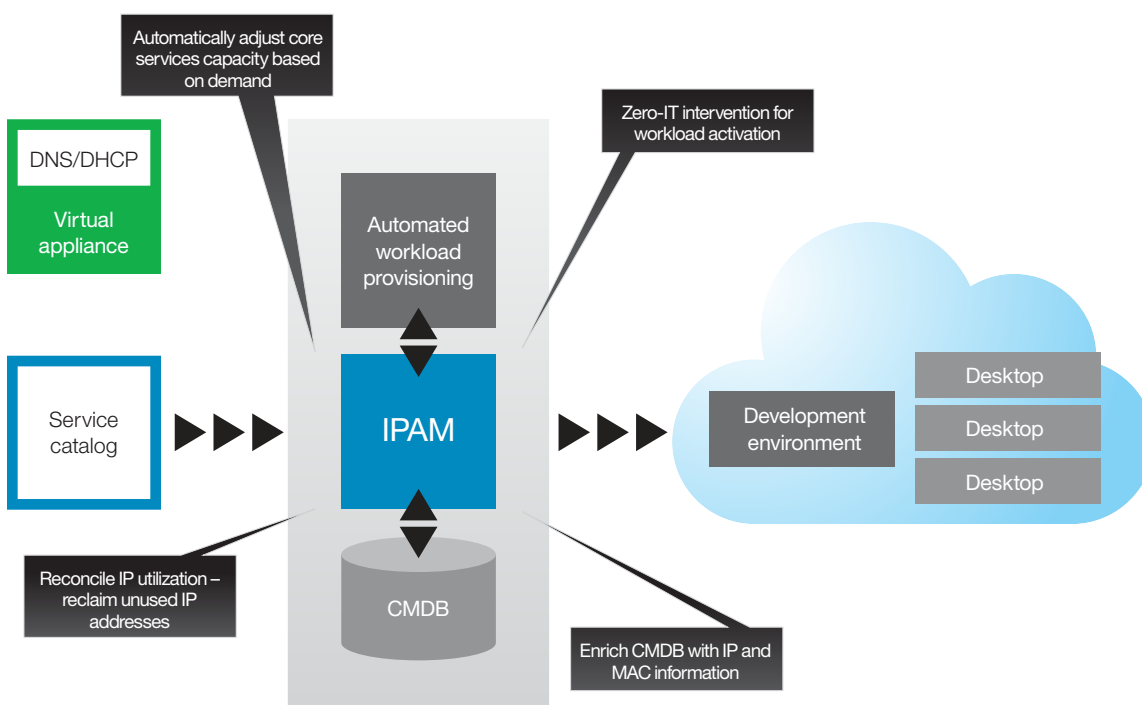 Automatically adjust core
services capacity based
on demand
Zero-IT intervention for
workload activation
DNS/DHCP
Virtual
appliance
Automated
workload
provisioning
Service
catalog
IPAM
Development
environment
Desktop
Desktop
Desktop
Reconcile IP utilization –
reclaim unused IP
addresses
CMDB
Enrich CMDB with IP and
MAC information